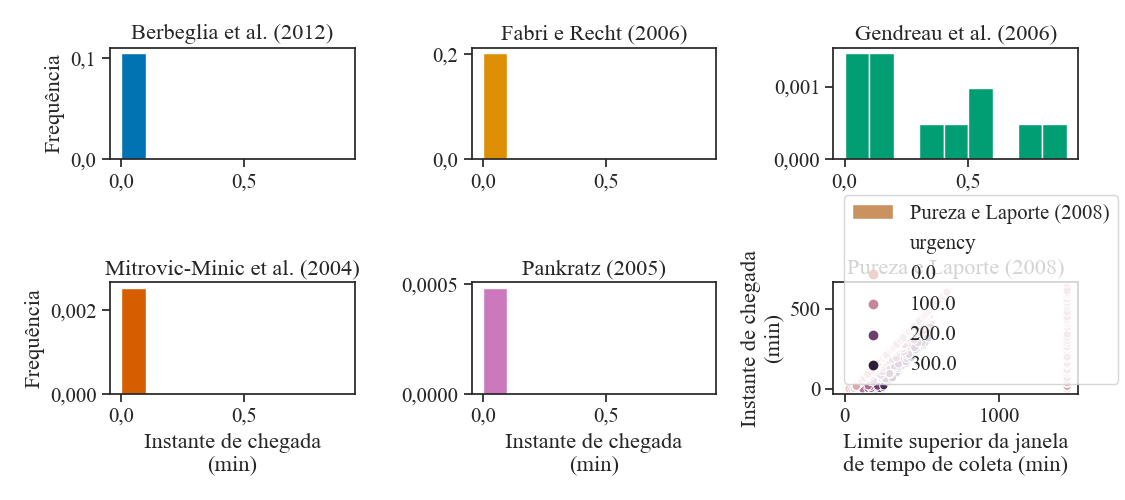 Berbeglia et al. (2012)
Frequência
0,1
0,0
0,0
0,5
Fabri e Recht (2006)
0,2
0,0
0,0
0,5
Gendreau et al. (2006)
0,001
0,000
0,0
0,5
Mitrovic-Minic et al. (2004)
Frequência
0,002
0,000
0,0
0,5
Instante de chegada
(min)
Pankratz (2005)
0,0005
0,0000
0,0
0,5
Instante de chegada
(min)
Pureza e Laporte (2008)
urgency
0.0
100.0
200.0
300.0
Pureza e Laporte (2008)
Instante de chegada
(min)
500
0
0
1000
Limite superior da janela
de tempo de coleta (min)